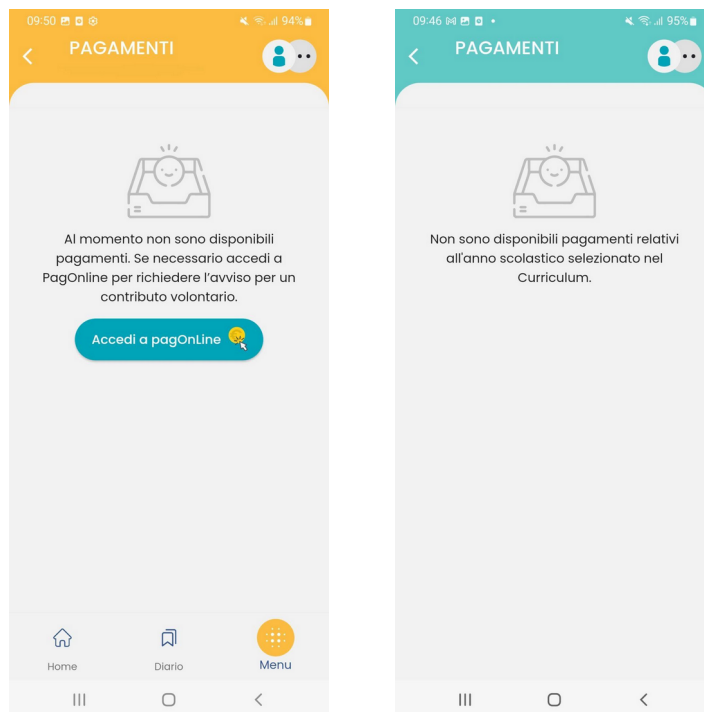 09:50
94%
PAGAMENTI
Al momento non sono disponibili
pagamenti. Se necessario accedi a
PagOnline per richiedere l'avviso per un
contributo volontario.
Accedi a pagOnLine
Home
Diario
Menu
09:46
95%
PAGAMENTI
Non sono disponibili pagamenti relativi
all'anno scolastico selezionato nel
Curriculum.